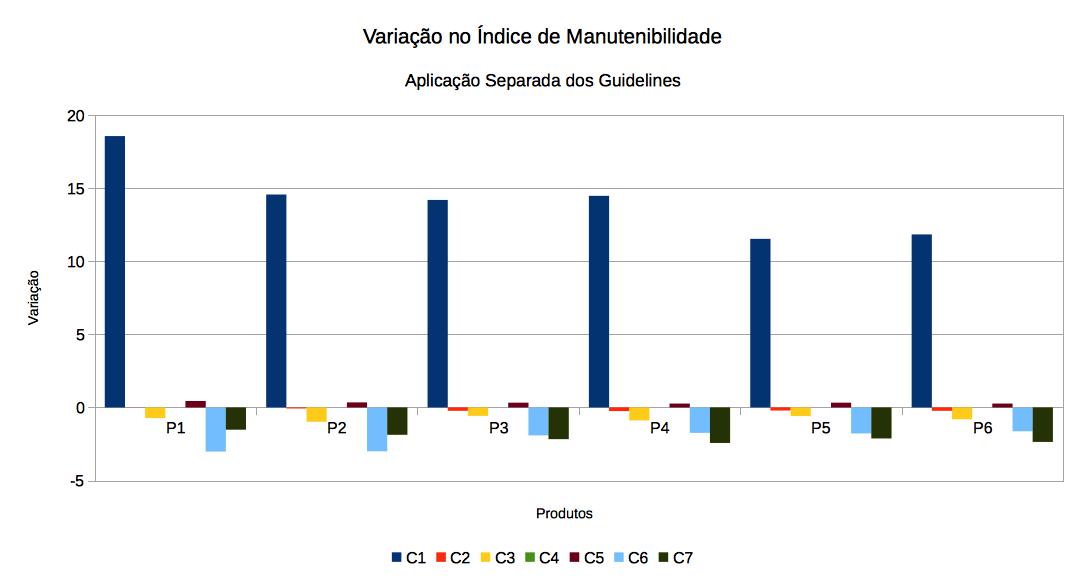 Variação no Índice de Manutenibilidade
Aplicação Separada dos Guidelines
20
15
10
5
0
-5
Variação
P1 P2 P3 P4 P5 P6
Produtos
C1 C2 C3 C4 C5 C6 C7